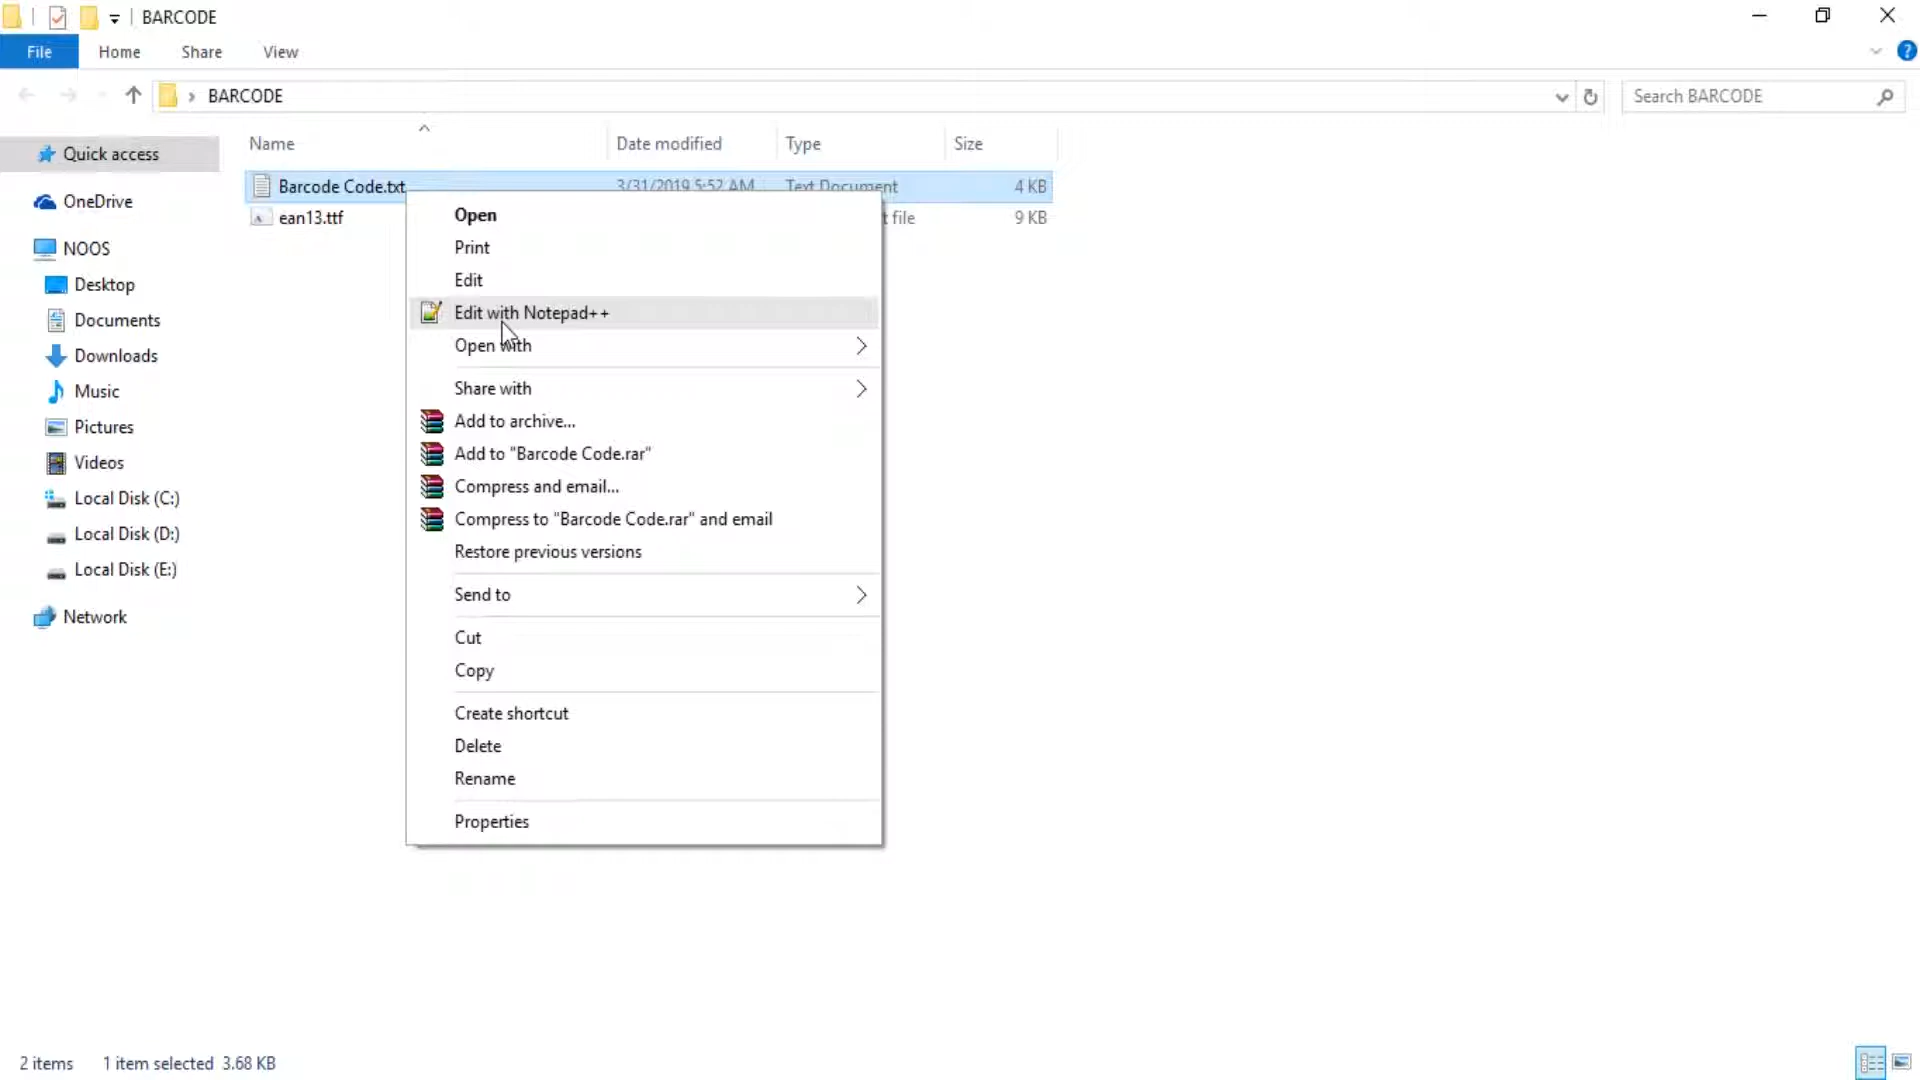 BARCODE
File Home Share View
BARCODE
Search BARCODE
Name Date modified Type Size
Quick access
OneDrive
NOOS
Desktop
Documents
Downloads
Music
Pictures
Videos
Local Disk (C:)
Local Disk (D:)
Local Disk (E:)
Network
Barcode Code.txt 3/31/2019 5:52 AM Text Document 4 KB
ean13.ttf t file 9 KB
Open
Print
Edit
Edit with Notepad++
Open with
Share with
Add to archive...
Add to "Barcode Code.rar"
Compress and email...
Compress to "Barcode Code.rar" and email
Restore previous versions
Send to
Cut
Copy
Create shortcut
Delete
Rename
Properties
2 items 1 item selected 3.68 KB